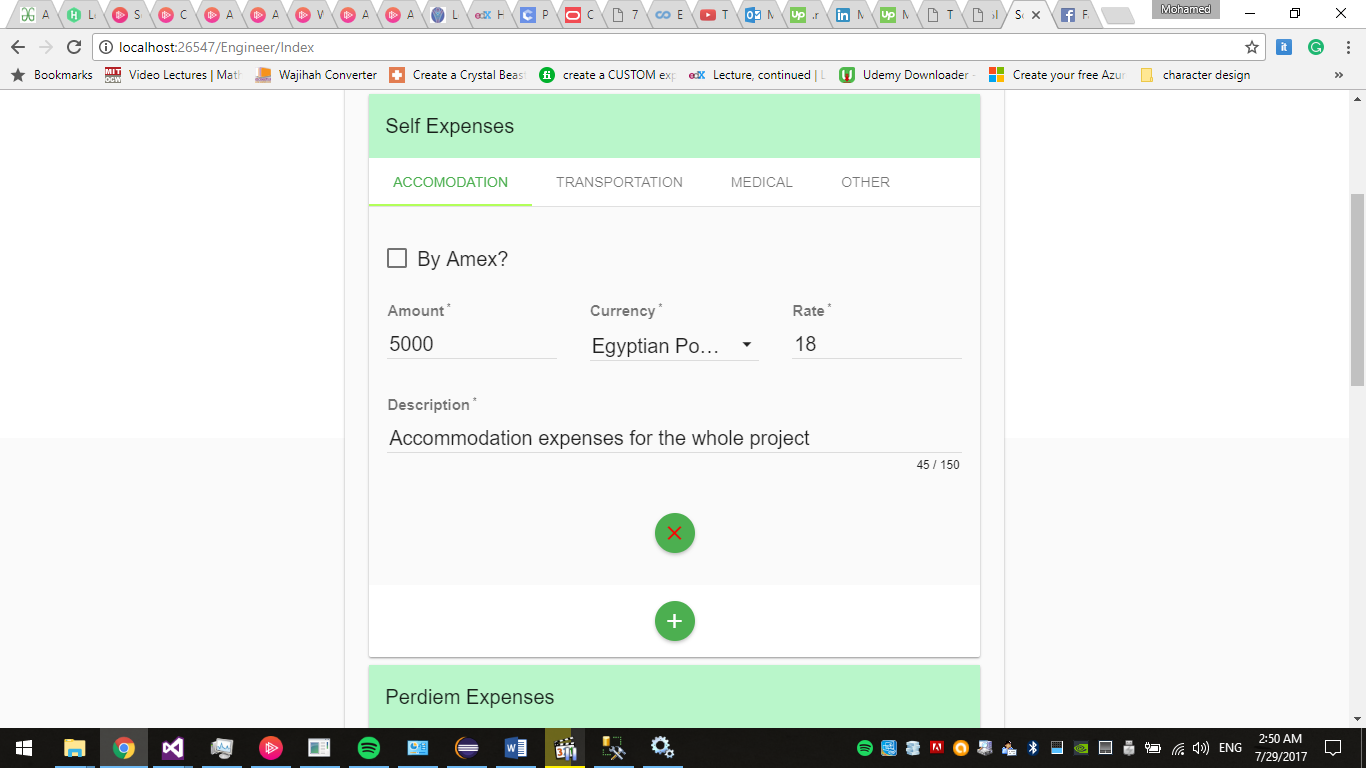 A L S C A A W A A L H P C 7 E T M .r M M T .l Sc F
Mohamed
localhost:26547/Engineer/Index
Bookmarks Video Lectures | Math Wajihah Converter Create a Crystal Beas create a CUSTOM exp Lecture, continued | L Udemy Downloader - Create your free Azur character design »
Self Expenses
ACCOMODATION TRANSPORTATION MEDICAL OTHER
By Amex?
Amount * Currency * Rate *
5000 Egyptian Po... 18
Description *
Accommodation expenses for the whole project
45 / 150
Perdiem Expenses
ENG
2:50 AM
7/29/2017